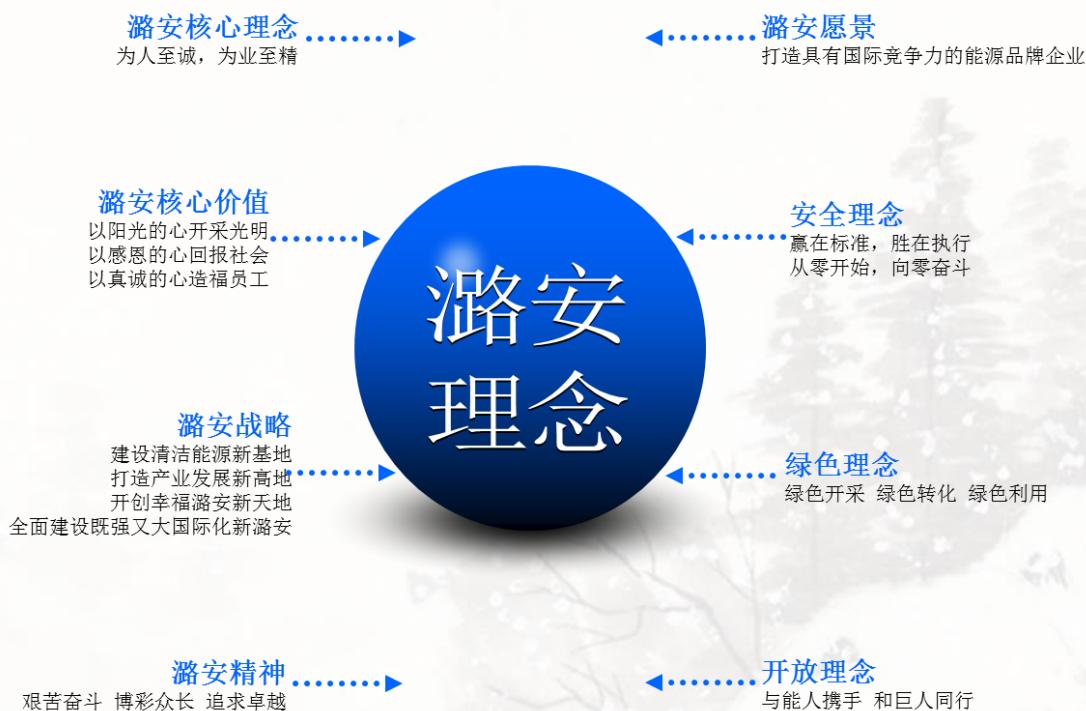 潞安核心理念
为人至诚，为业至精
潞安愿景
打造具有国际竞争力的能源品牌企业
潞安核心价值
以阳光的心开采光明
以感恩的心回报社会
以真诚的心造福员工
安全理念
赢在标准，胜在执行
从零开始，向零奋斗
潞安
理念
潞安战略
建设清洁能源新基地
打造产业发展新高地
开创幸福潞安新天地
全面建设既强又大国际化新潞安
绿色理念
绿色开采 绿色转化 绿色利用
潞安精神
艰苦奋斗 博彩众长 追求卓越
开放理念
与能人携手 和巨人同行